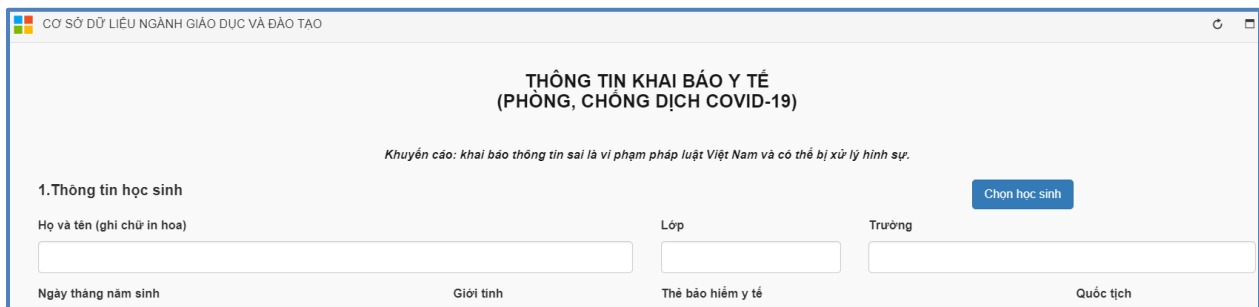 CƠ SỞ DỮ LIỆU NGÀNH GIÁO DỤC VÀ ĐÀO TẠO
THÔNG TIN KHAI BÁO Y TẾ
(PHÒNG, CHỐNG DỊCH COVID-19)
Khuyến cáo: khai báo thông tin sai là vi phạm pháp luật Việt Nam và có thể bị xử lý hình sự.
1.Thông tin học sinh Chọn học sinh
Họ và tên (ghi chữ in hoa) Lớp Trường
Ngày tháng năm sinh Giới tính Thẻ bảo hiểm y tế Quốc tịch